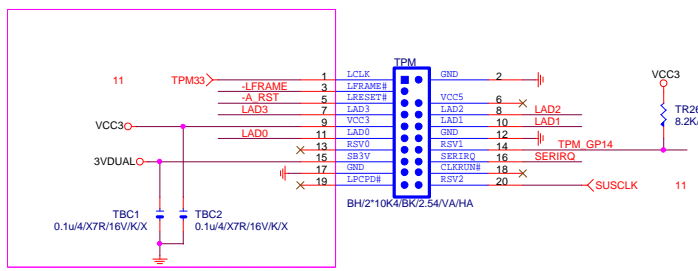 TPM
11 TPM33 1 LCLK GND 2
-LFRAME 3 LFRAME#
-A_RST 5 LRESET# VCC5 6
LAD3 7 LAD3 LAD2 8 LAD2
VCC3 9 VCC3 LAD1 10 LAD1
LAD0 11 LAD0 GND 12
13 RSV0 RSV1 14 TPM_GP14
3VDUAL 15 SB3V SERIRQ 16 SERIRQ
17 GND CLKRUN# 18
19 LPCPD# RSV2 20 SUSCLK 11
BH/2*10K4/BK/2.54/VA/HA
VCC3
TR26
8.2K/
TBC1
0.1u/4/X7R/16V/K/X
TBC2
0.1u/4/X7R/16V/K/X